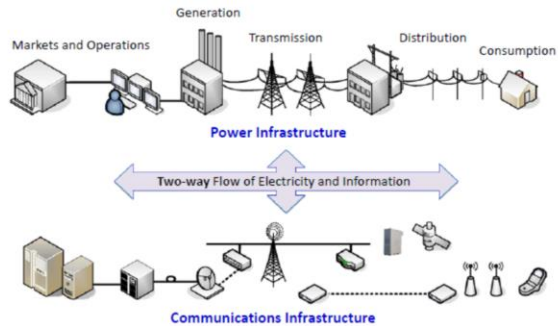 Generation
Markets and Operations
Transmission
Distribution
Consumption
Power Infrastructure
Two-way Flow of Electricity and Information
Communications Infrastructure